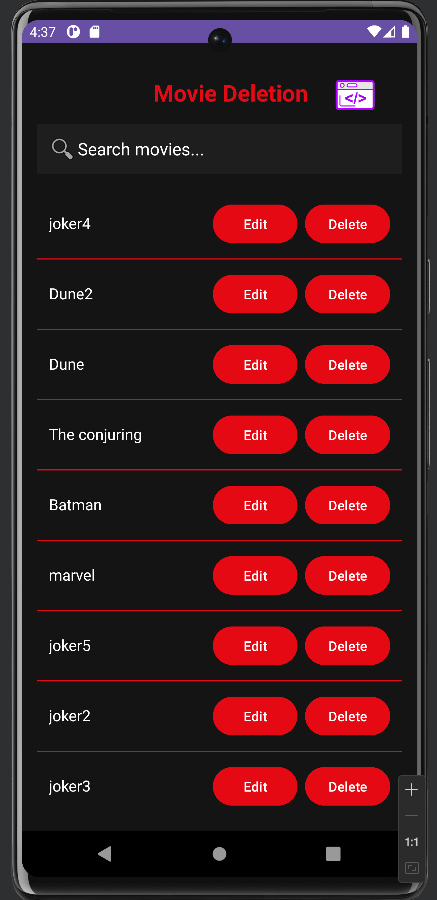 4:37
Movie Deletion
</>
Search movies...
joker4 Edit Delete
Dune2 Edit Delete
Dune Edit Delete
The conjuring Edit Delete
Batman Edit Delete
marvel Edit Delete
joker5 Edit Delete
joker2 Edit Delete
joker3 Edit Delete
1:1